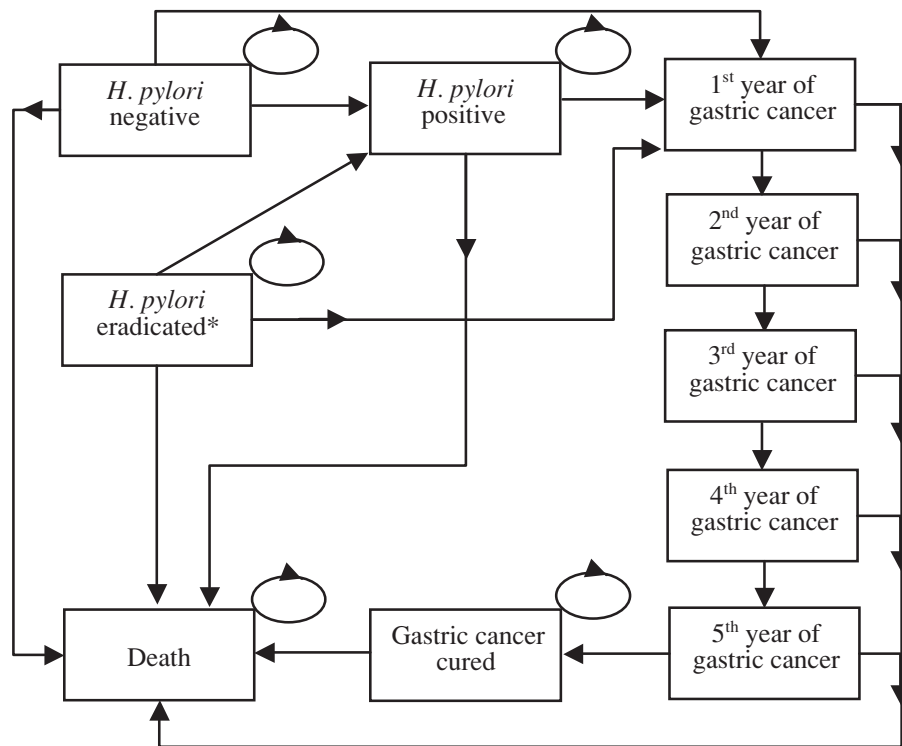 H. pylori
negative
H. pylori
positive
1st year of
gastric cancer
2nd year of
gastric cancer
H. pylori
eradicated*
3rd year of
gastric cancer
4th year of
gastric cancer
Death
Gastric cancer
cured
5th year of
gastric cancer